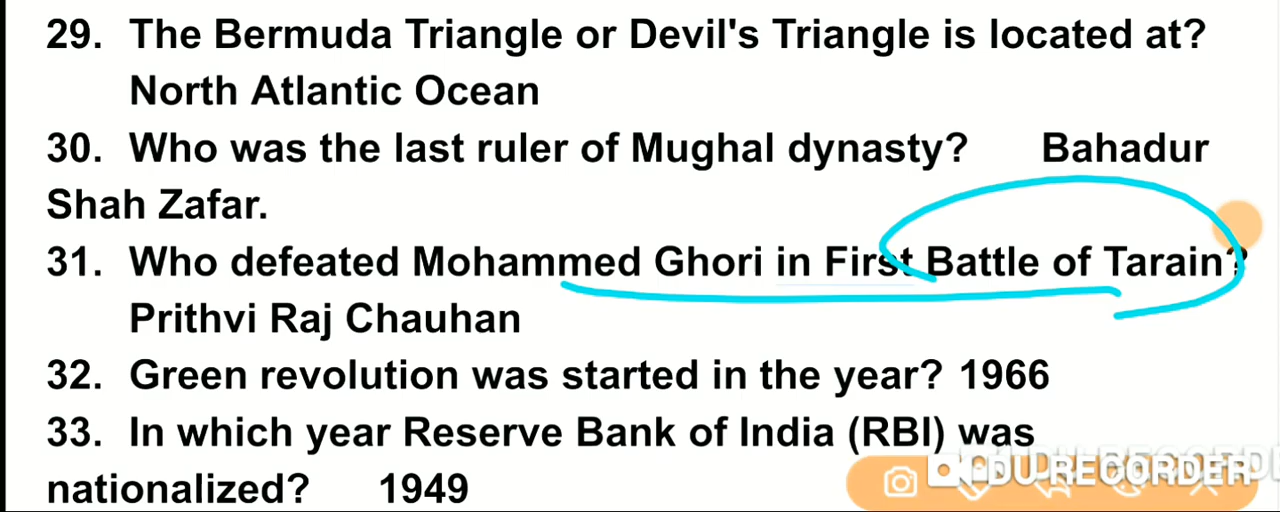 29. The Bermuda Triangle or Devil's Triangle is located at?
North Atlantic Ocean
30. Who was the last ruler of Mughal dynasty? Bahadur
Shah Zafar.
31. Who defeated Mohammed Ghori in First Battle of Tarain?
Prithvi Raj Chauhan
32. Green revolution was started in the year? 1966
33. In which year Reserve Bank of India (RBI) was
nationalized? 1949
DU RECORDER